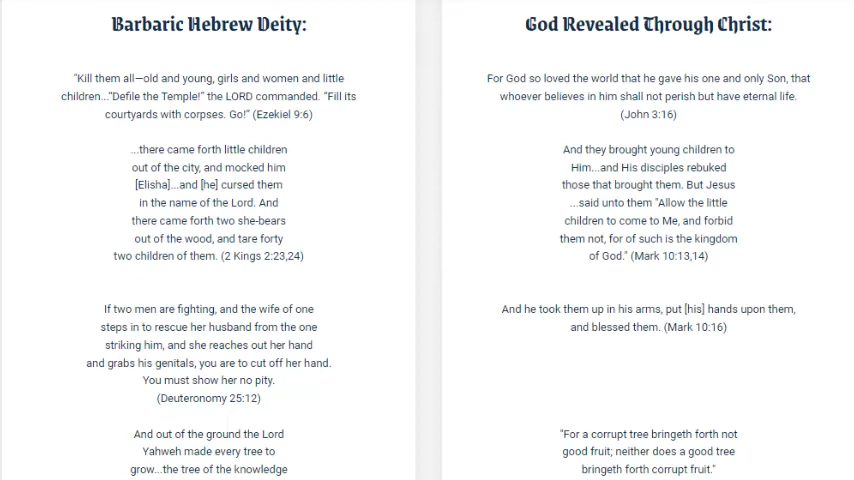 Barbaric Hebrew Deity:
"Kill them all—old and young, girls and women and little
children..."Defile the Temple!" the LORD commanded. "Fill its
courtyards with corpses. Go!" (Ezekiel 9:6)
...there came forth little children
out of the city, and mocked him
[Elisha]...and [he] cursed them
in the name of the Lord. And
there came forth two she-bears
out of the wood, and tare forty
two children of them. (2 Kings 2:23,24)
If two men are fighting, and the wife of one
steps in to rescue her husband from the one
striking him, and she reaches out her hand
and grabs his genitals, you are to cut off her hand.
You must show her no pity.
(Deuteronomy 25:12)
And out of the ground the Lord
Yahweh made every tree to
grow...the tree of the knowledge
God Revealed Through Christ:
For God so loved the world that he gave his one and only Son, that
whoever believes in him shall not perish but have eternal life.
(John 3:16)
And they brought young children to
Him...and His disciples rebuked
those that brought them. But Jesus
...said unto them "Allow the little
children to come to Me, and forbid
them not, for of such is the kingdom
of God." (Mark 10:13,14)
And he took them up in his arms, put [his] hands upon them,
and blessed them. (Mark 10:16)
"For a corrupt tree bringeth forth not
good fruit; neither does a good tree
bringeth forth corrupt fruit."